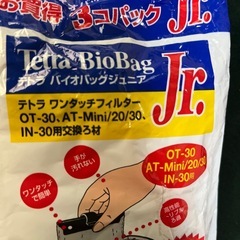 お買得 3コパック Jr.
Tetra BioBag Jr.
テトラ バイオバッグジュニア
テトラ ワンタッチフィルター
OT-30、AT-Mini/20/30、
IN-30用交換ろ材
手が
汚れない
OT-30
AT-Mini/20/30
IN-30用
ワンタッチ
で簡単
高性能